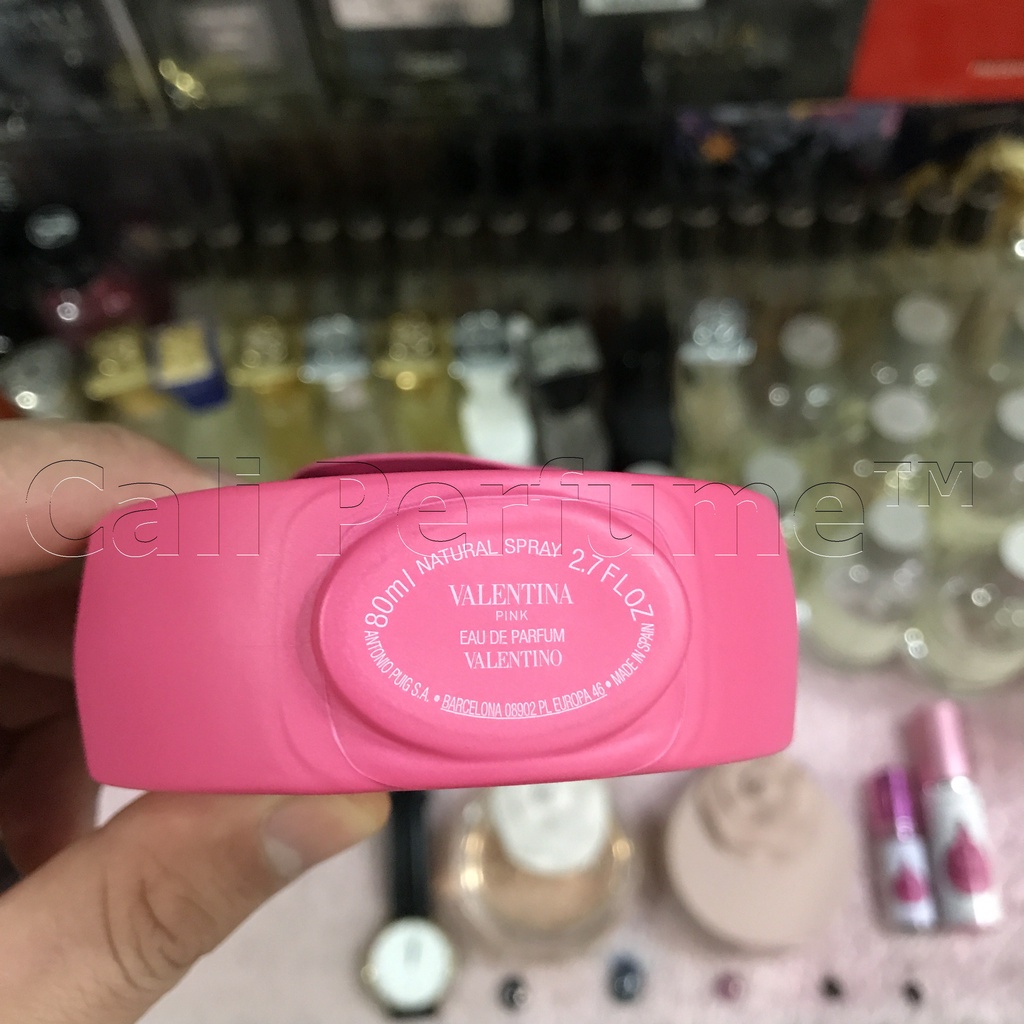 Cali Perfume™
80ml NATURAL SPRAY 2.7 FL OZ
VALENTINA
PINK
EAU DE PARFUM
VALENTINO
ANTONIO PUIG S.A. • BARCELONA 08902 PL EUROPA 46 • MADE IN SPAIN